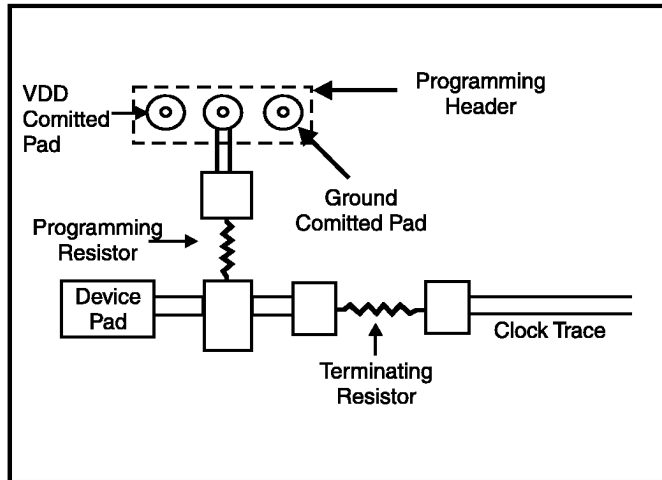 VDD
Comitted
Pad
Programming
Header
Ground
Comitted Pad
Programming
Resistor
Device
Pad
Clock Trace
Terminating
Resistor